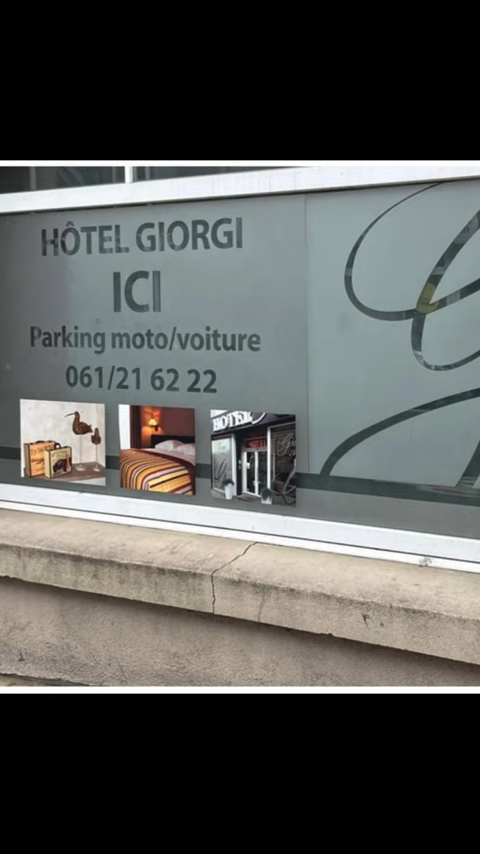 HÔTEL GIORGI
ICI
Parking moto/voiture
061/21 62 22
HOTEL